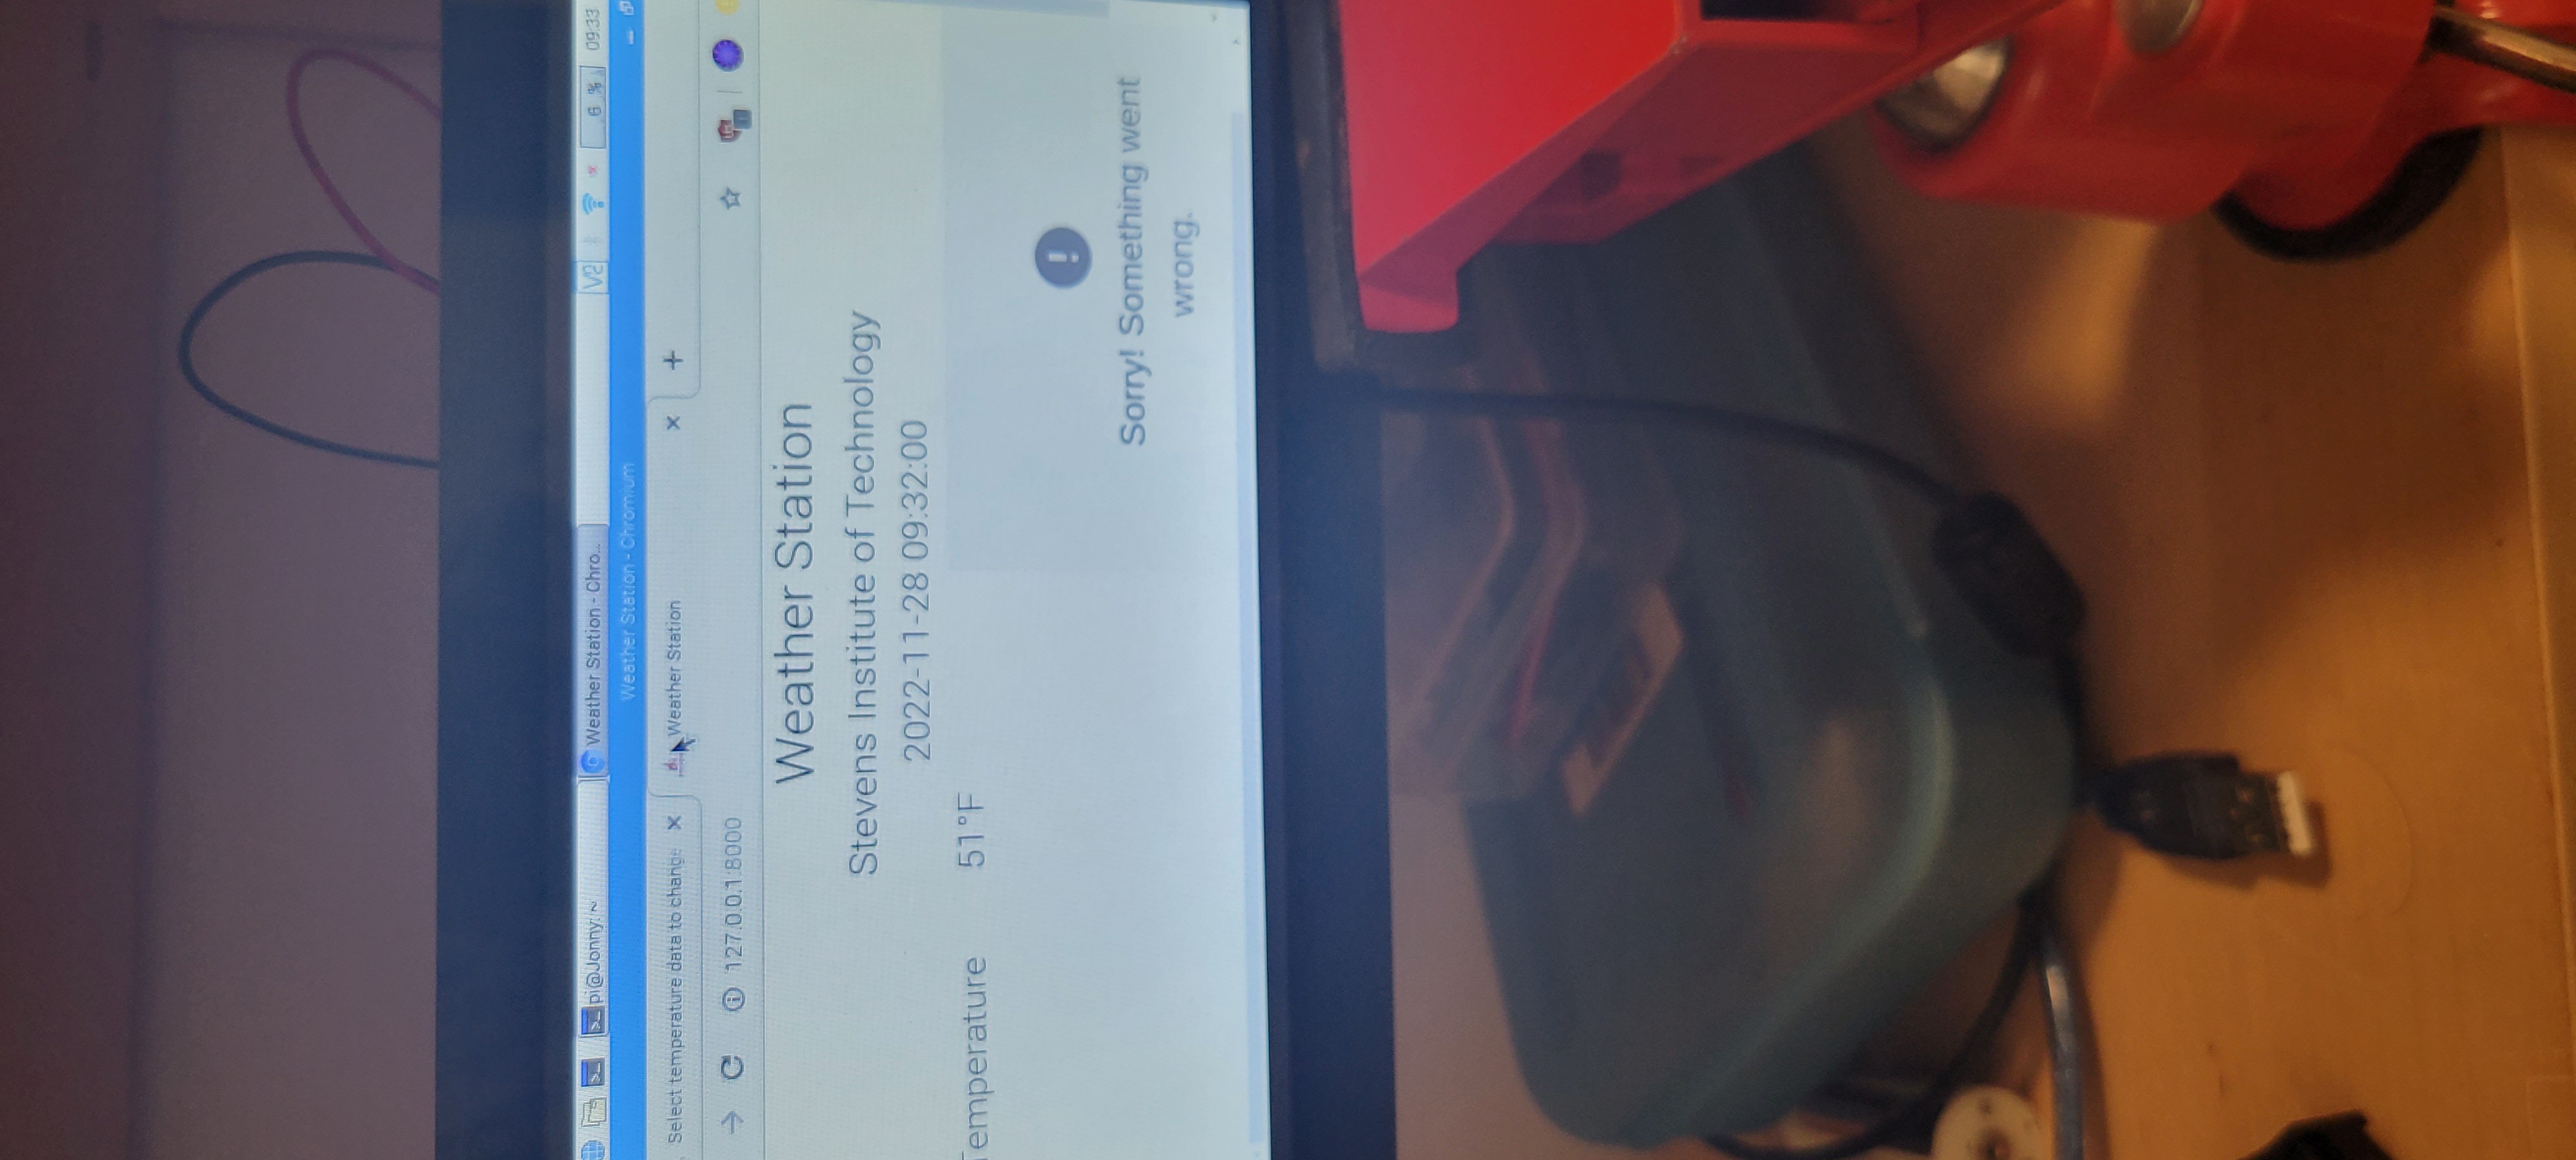 pi@Jonny: ~
Weather Station - Chro...
V2
6 %
09:33
Weather Station - Chromium
Select temperature data to change
Weather Station
127.0.0.1:8000
Weather Station
Stevens Institute of Technology
2022-11-28 09:32:00
Temperature 51°F
Sorry! Something went
wrong.